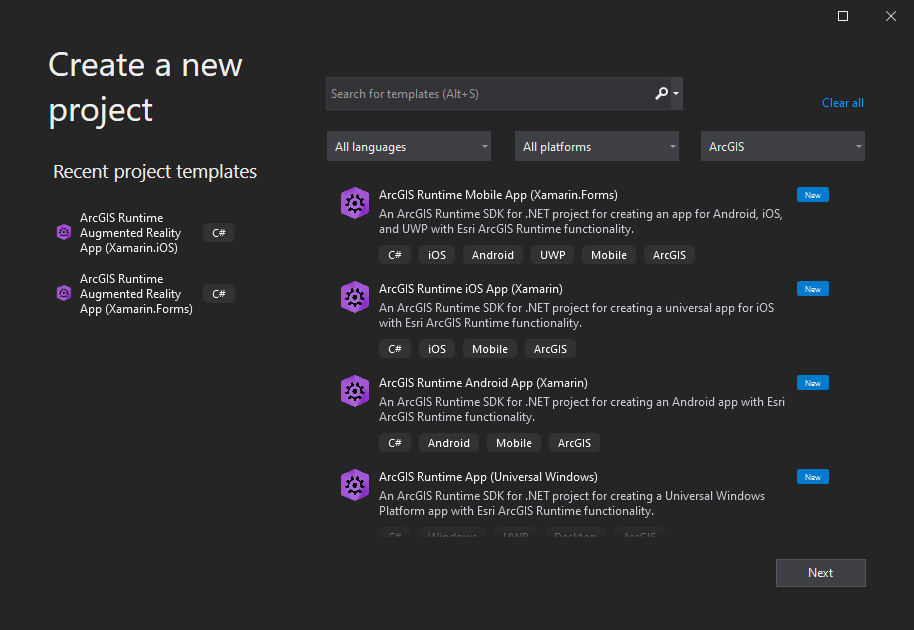 Create a new
project
Search for templates (Alt+S)
Clear all
All languages
All platforms
ArcGIS
Recent project templates
ArcGIS Runtime
Augmented Reality
App (Xamarin.iOS)
C#
ArcGIS Runtime
Augmented Reality
App (Xamarin.Forms)
C#
ArcGIS Runtime Mobile App (Xamarin.Forms)
New
An ArcGIS Runtime SDK for .NET project for creating an app for Android, iOS,
and UWP with Esri ArcGIS Runtime functionality.
C# iOS Android UWP Mobile ArcGIS
ArcGIS Runtime iOS App (Xamarin)
New
An ArcGIS Runtime SDK for .NET project for creating a universal app for iOS
with Esri ArcGIS Runtime functionality.
C# iOS Mobile ArcGIS
ArcGIS Runtime Android App (Xamarin)
New
An ArcGIS Runtime SDK for .NET project for creating an Android app with Esri
ArcGIS Runtime functionality.
C# Android Mobile ArcGIS
ArcGIS Runtime App (Universal Windows)
New
An ArcGIS Runtime SDK for .NET project for creating a Universal Windows
Platform app with Esri ArcGIS Runtime functionality.
C# Windows UWP Desktop ArcGIS
Next